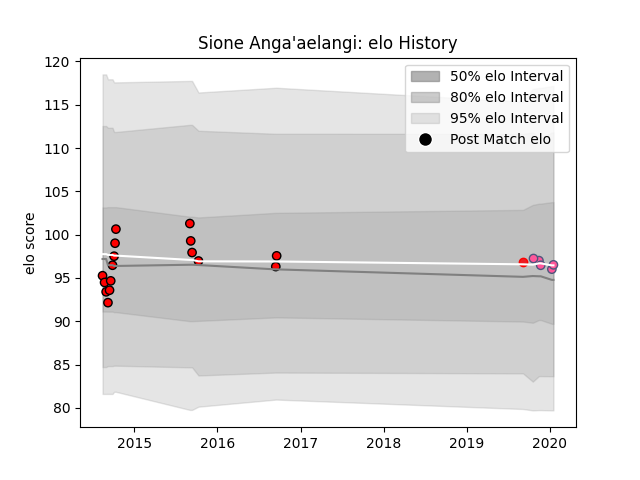 Sione Anga'aelangi: elo History
120
115
110
105
100
95
90
85
80
elo score
50% elo Interval
80% elo Interval
95% elo Interval
Post Match elo
2015 2016 2017 2018 2019 2020